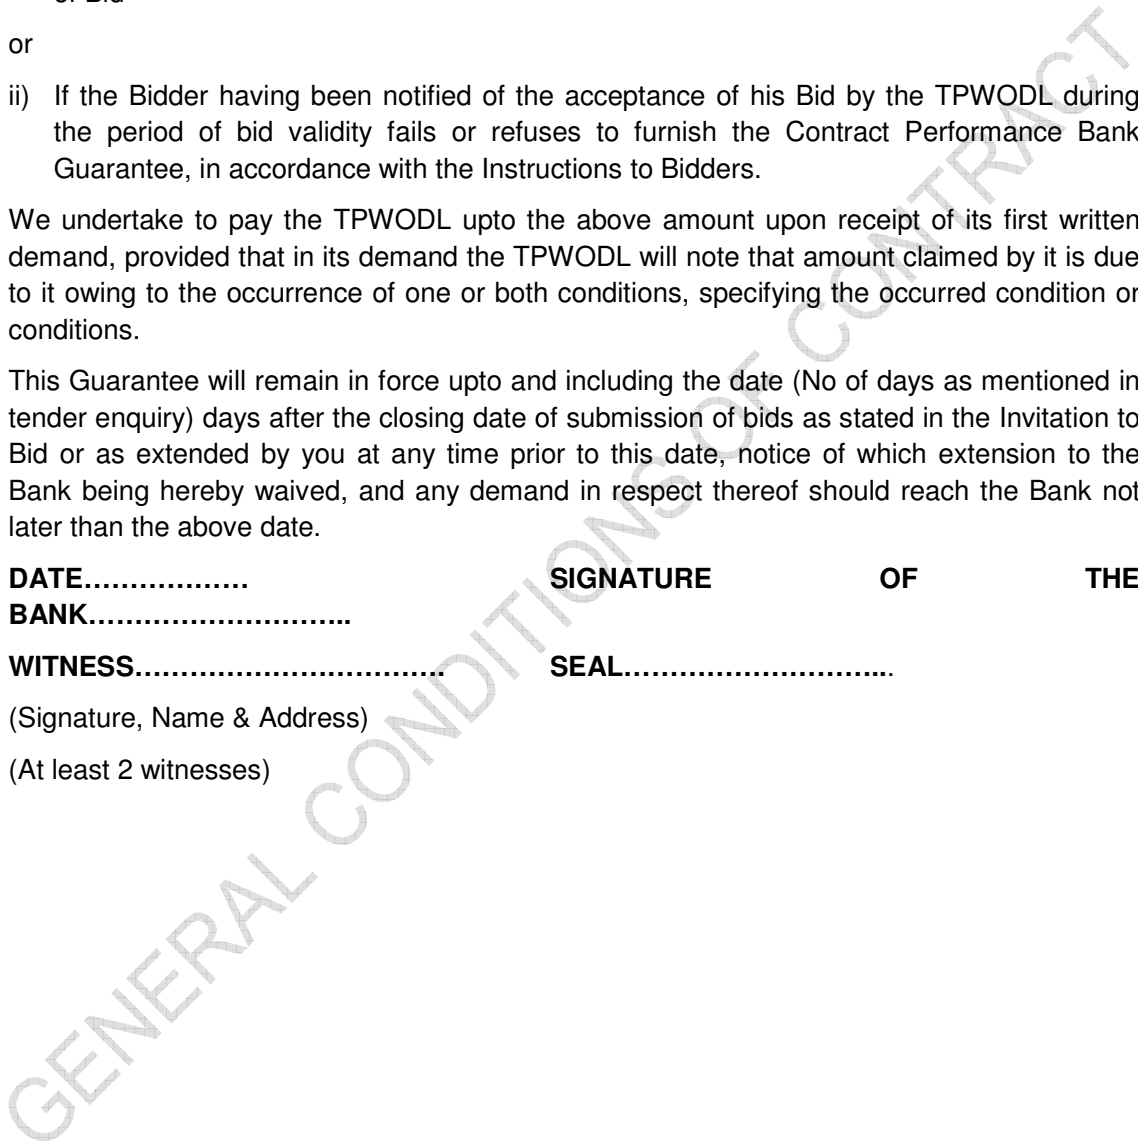 or Bid
or
ii) If the Bidder having been notified of the acceptance of his Bid by the TPWODL during
the period of bid validity fails or refuses to furnish the Contract Performance Bank
Guarantee, in accordance with the Instructions to Bidders.
We undertake to pay the TPWODL upto the above amount upon receipt of its first written
demand, provided that in its demand the TPWODL will note that amount claimed by it is due
to it owing to the occurrence of one or both conditions, specifying the occurred condition or
conditions.
This Guarantee will remain in force upto and including the date (No of days as mentioned in
tender enquiry) days after the closing date of submission of bids as stated in the Invitation to
Bid or as extended by you at any time prior to this date, notice of which extension to the
Bank being hereby waived, and any demand in respect thereof should reach the Bank not
later than the above date.
DATE……………… SIGNATURE OF THE
BANK………………………..
WITNESS……………………………. SEAL………………………...
(Signature, Name & Address)
(At least 2 witnesses)
GENERAL CONDITIONS OF CONTRACT